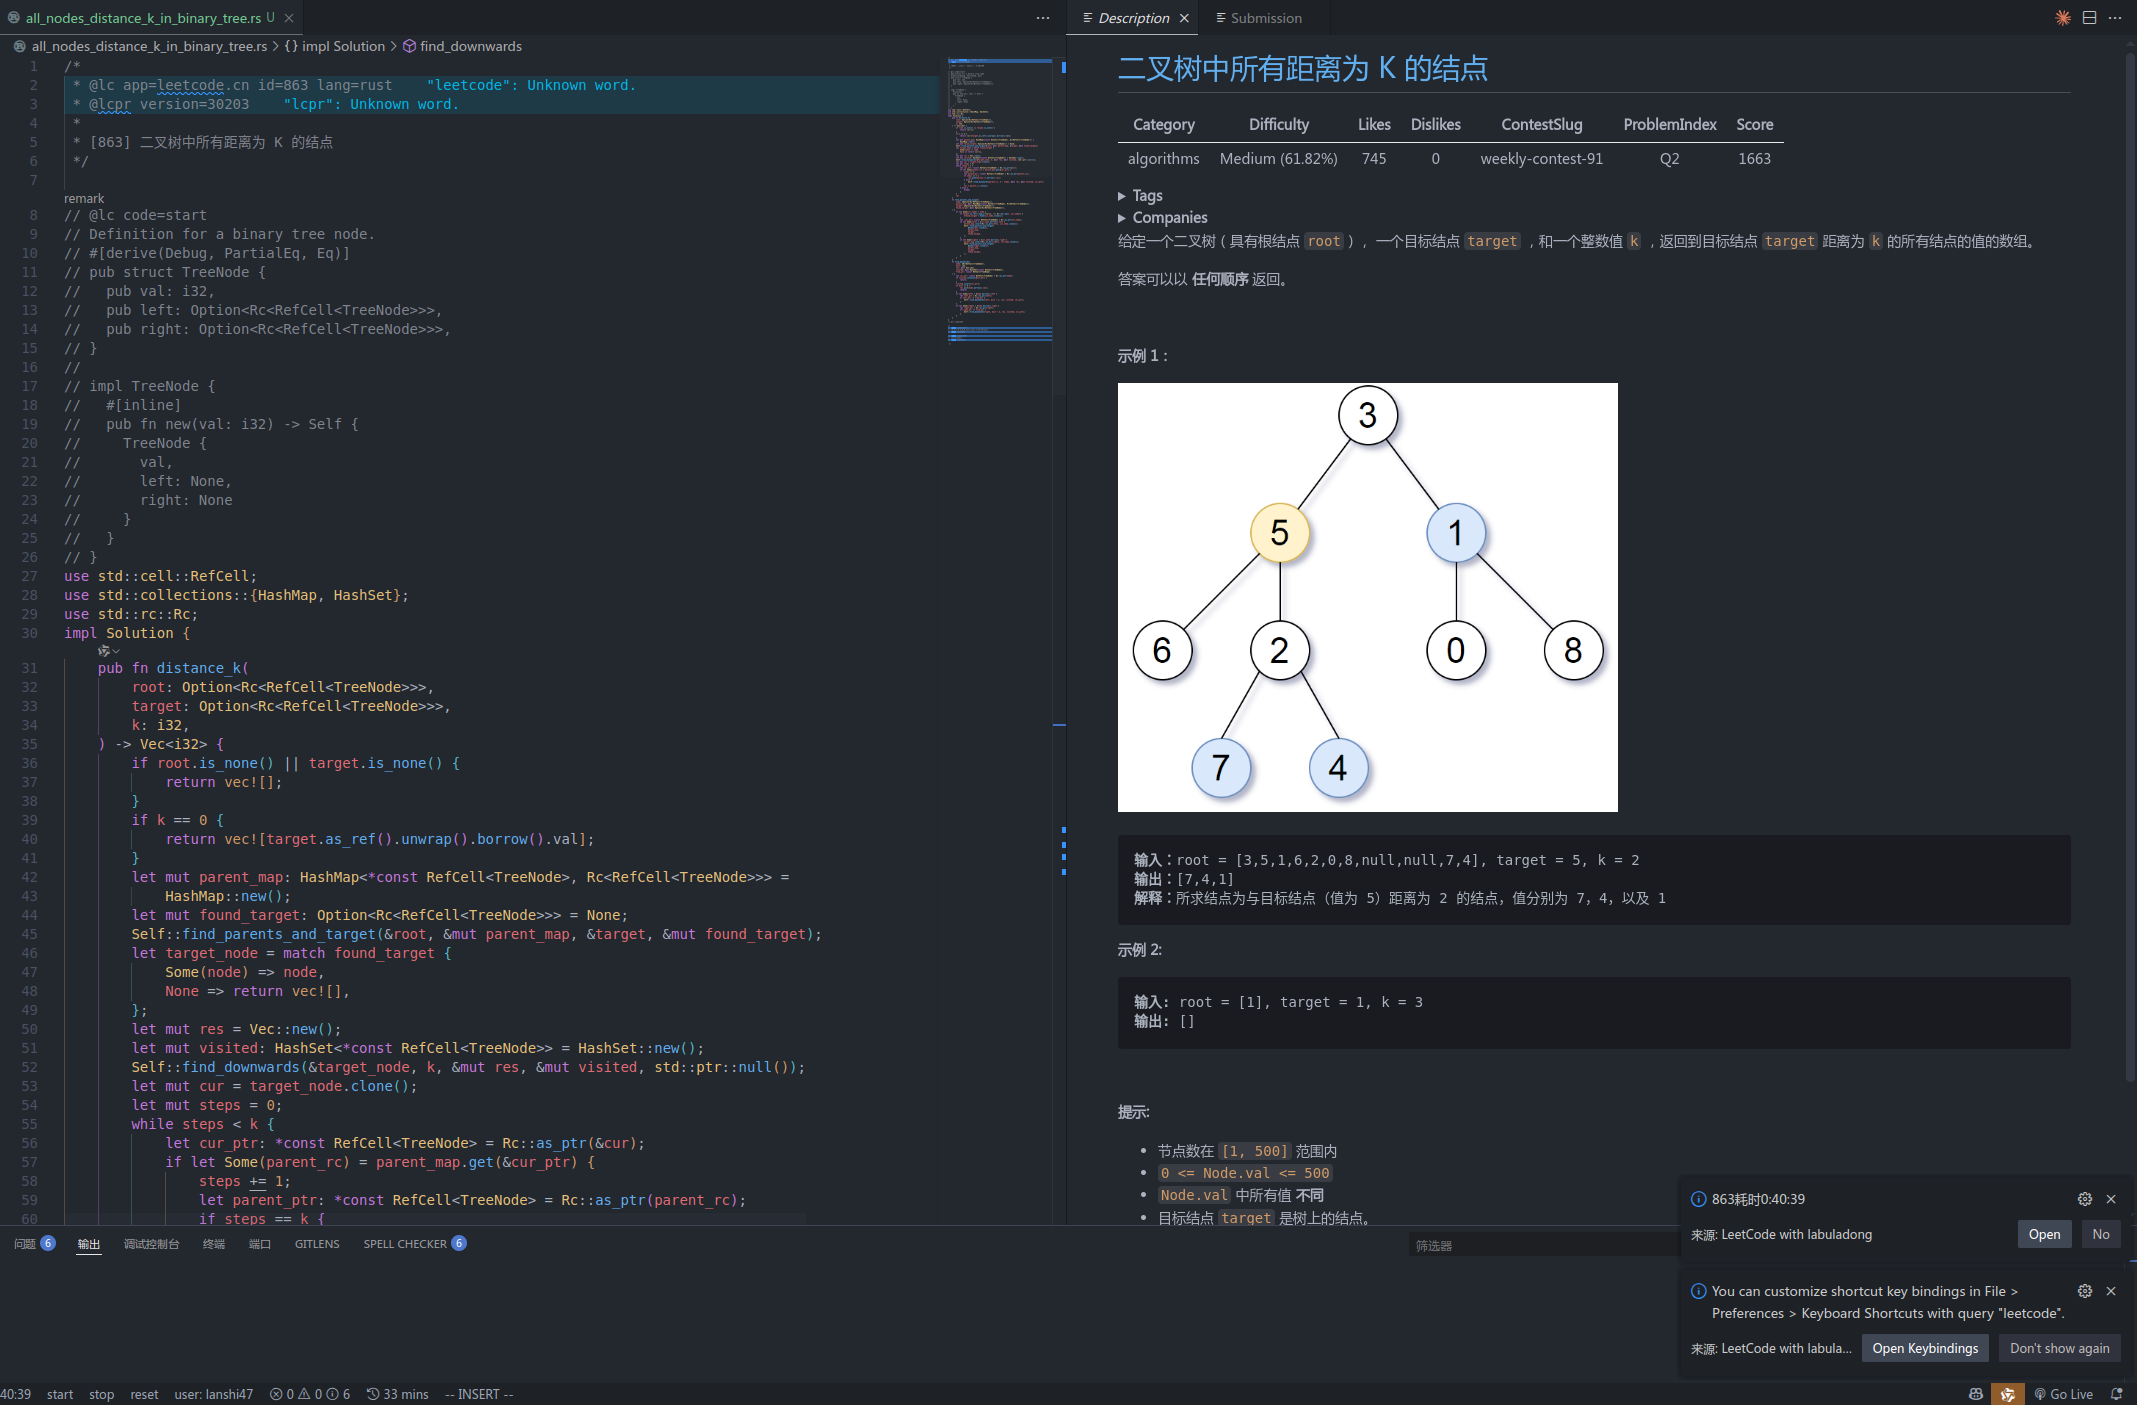 all_nodes_distance_k_in_binary_tree.rs U
all_nodes_distance_k_in_binary_tree.rs > {} impl Solution > find_downwards
1 /*
2  * @lc app=leetcode.cn id=863 lang=rust    "leetcode": Unknown word.
3  * @lcpr version=30203    "lcpr": Unknown word.
4  *
5  * [863] 二叉树中所有距离为 K 的结点
6  */
7
remark
8 // @lc code=start
9 // Definition for a binary tree node.
10 // #[derive(Debug, PartialEq, Eq)]
11 // pub struct TreeNode {
12 //   pub val: i32,
13 //   pub left: Option<Rc<RefCell<TreeNode>>>,
14 //   pub right: Option<Rc<RefCell<TreeNode>>>,
15 // }
16 //
17 // impl TreeNode {
18 //   #[inline]
19 //   pub fn new(val: i32) -> Self {
20 //     TreeNode {
21 //       val,
22 //       left: None,
23 //       right: None
24 //     }
25 //   }
26 // }
27 use std::cell::RefCell;
28 use std::collections::{HashMap, HashSet};
29 use std::rc::Rc;
30 impl Solution {
31     pub fn distance_k(
32         root: Option<Rc<RefCell<TreeNode>>>,
33         target: Option<Rc<RefCell<TreeNode>>>,
34         k: i32,
35     ) -> Vec<i32> {
36         if root.is_none() || target.is_none() {
37             return vec![];
38         }
39         if k == 0 {
40             return vec![target.as_ref().unwrap().borrow().val];
41         }
42         let mut parent_map: HashMap<*const RefCell<TreeNode>, Rc<RefCell<TreeNode>>> =
43             HashMap::new();
44         let mut found_target: Option<Rc<RefCell<TreeNode>>> = None;
45         Self::find_parents_and_target(&root, &mut parent_map, &target, &mut found_target);
46         let target_node = match found_target {
47             Some(node) => node,
48             None => return vec![],
49         };
50         let mut res = Vec::new();
51         let mut visited: HashSet<*const RefCell<TreeNode>> = HashSet::new();
52         Self::find_downwards(&target_node, k, &mut res, &mut visited, std::ptr::null());
53         let mut cur = target_node.clone();
54         let mut steps = 0;
55         while steps < k {
56             let cur_ptr: *const RefCell<TreeNode> = Rc::as_ptr(&cur);
57             if let Some(parent_rc) = parent_map.get(&cur_ptr) {
58                 steps += 1;
59                 let parent_ptr: *const RefCell<TreeNode> = Rc::as_ptr(parent_rc);
60                 if steps == k {
Description Submission
二叉树中所有距离为 K 的结点
Category Difficulty Likes Dislikes ContestSlug ProblemIndex Score
algorithms Medium (61.82%) 745 0 weekly-contest-91 Q2 1663
Tags
Companies
给定一个二叉树（具有根结点 root）， 一个目标结点 target ，和一个整数值 k ，返回到目标结点 target 距离为 k 的所有结点的值的数组。
答案可以以 任何顺序 返回。
示例 1：
3
5 1
6 2 0 8
7 4
输入：root = [3,5,1,6,2,0,8,null,null,7,4], target = 5, k = 2
输出：[7,4,1]
解释：所求结点为与目标结点（值为 5）距离为 2 的结点，值分别为 7，4，以及 1
示例 2:
输入: root = [1], target = 1, k = 3
输出: []
提示:
节点数在 [1, 500] 范围内
0 <= Node.val <= 500
Node.val 中所有值 不同
目标结点 target 是树上的结点。
问题 6 输出 调试控制台 终端 端口 GITLENS SPELL CHECKER 6
筛选器
863耗时0:40:39
来源: LeetCode with labuladong Open No
You can customize shortcut key bindings in File >
Preferences > Keyboard Shortcuts with query "leetcode".
来源: LeetCode with labula... Open Keybindings Don't show again
40:39 start stop reset user: lanshi47 0 0 6 33 mins -- INSERT -- Go Live